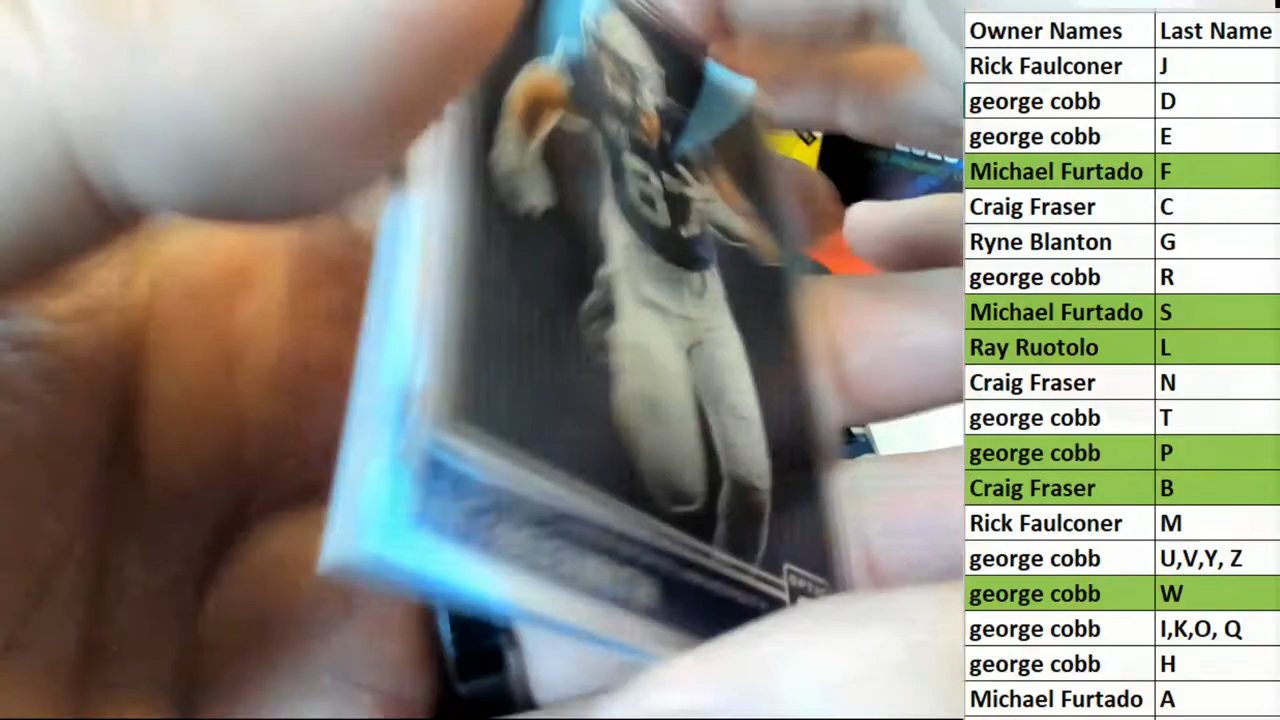 Owner Names Last Name
Rick Faulconer J
george cobb D
george cobb E
Michael Furtado F
Craig Fraser C
Ryne Blanton G
george cobb R
Michael Furtado S
Ray Ruotolo L
Craig Fraser N
george cobb T
george cobb P
Craig Fraser B
Rick Faulconer M
george cobb U,V,Y, Z
george cobb W
george cobb I,K,O, Q
george cobb H
Michael Furtado A